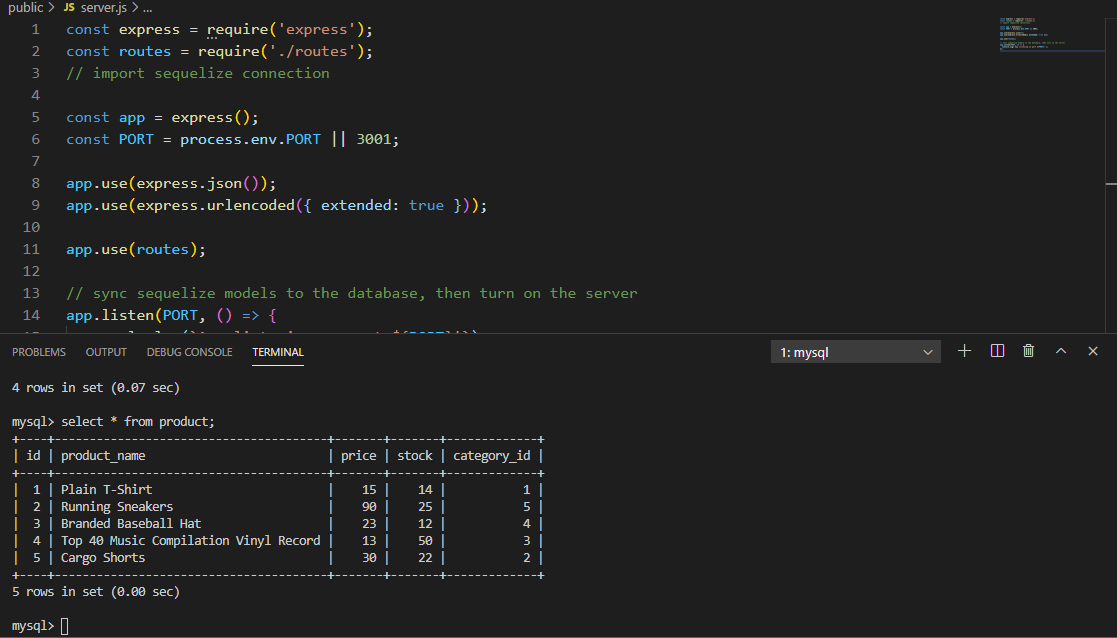 public > JS server.js > ...
1 const express = require('express');
2 const routes = require('./routes');
3 // import sequelize connection
4
5 const app = express();
6 const PORT = process.env.PORT || 3001;
7
8 app.use(express.json());
9 app.use(express.urlencoded({ extended: true }));
10
11 app.use(routes);
12
13 // sync sequelize models to the database, then turn on the server
14 app.listen(PORT, () => {
PROBLEMS OUTPUT DEBUG CONSOLE TERMINAL 1: mysql
4 rows in set (0.07 sec)
mysql> select * from product;
+----+--------------------------------------+-------+-------+-------------+
| id | product_name | price | stock | category_id |
+----+--------------------------------------+-------+-------+-------------+
| 1 | Plain T-Shirt | 15 | 14 | 1 |
| 2 | Running Sneakers | 90 | 25 | 5 |
| 3 | Branded Baseball Hat | 23 | 12 | 4 |
| 4 | Top 40 Music Compilation Vinyl Record | 13 | 50 | 3 |
| 5 | Cargo Shorts | 30 | 22 | 2 |
+----+--------------------------------------+-------+-------+-------------+
5 rows in set (0.00 sec)
mysql>